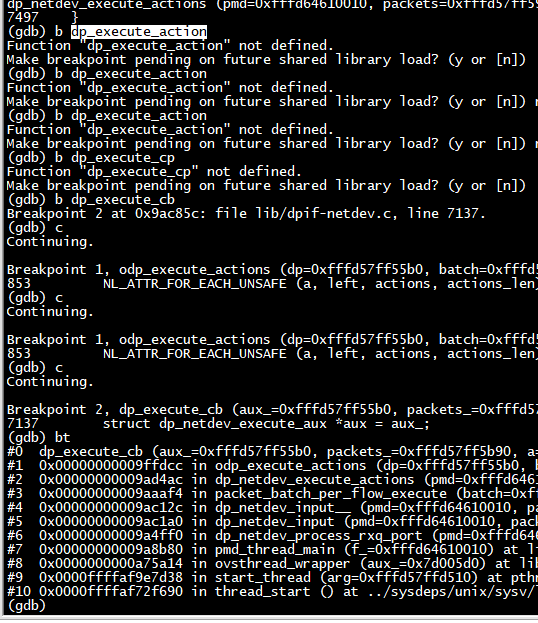 dp_netdev_execute_actions (pmd=0xfffd64610010, packets=0xfffd57ff59
7497    }
(gdb) b dp_execute_action
Function "dp_execute_action" not defined.
Make breakpoint pending on future shared library load? (y or [n])
(gdb) b dp_execute_action
Function "dp_execute_action" not defined.
Make breakpoint pending on future shared library load? (y or [n]) n
(gdb) b dp_execute_action
Function "dp_execute_action" not defined.
Make breakpoint pending on future shared library load? (y or [n]) n
(gdb) b dp_execute_cp
Function "dp_execute_cp" not defined.
Make breakpoint pending on future shared library load? (y or [n])
(gdb) b dp_execute_cb
Breakpoint 2 at 0x9ac85c: file lib/dpif-netdev.c, line 7137.
(gdb) c
Continuing.

Breakpoint 1, odp_execute_actions (dp=0xfffd57ff55b0, batch=0xfffd5
853         NL_ATTR_FOR_EACH_UNSAFE (a, left, actions, actions_len)
(gdb) c
Continuing.

Breakpoint 1, odp_execute_actions (dp=0xfffd57ff55b0, batch=0xfffd5
853         NL_ATTR_FOR_EACH_UNSAFE (a, left, actions, actions_len)
(gdb) c
Continuing.

Breakpoint 2, dp_execute_cb (aux_=0xfffd57ff55b0, packets_=0xfffd57
7137        struct dp_netdev_execute_aux *aux = aux_;
(gdb) bt
#0  dp_execute_cb (aux_=0xfffd57ff55b0, packets_=0xfffd57ff5b90, a=
#1  0x00000000009ffdcc in odp_execute_actions (dp=0xfffd57ff55b0, b
#2  0x00000000009ad4ac in dp_netdev_execute_actions (pmd=0xfffd6461
#3  0x00000000009aaaf4 in packet_batch_per_flow_execute (batch=0xff
#4  0x00000000009ac12c in dp_netdev_input__ (pmd=0xfffd64610010, pa
#5  0x00000000009ac1a0 in dp_netdev_input (pmd=0xfffd64610010, pack
#6  0x00000000009a4ff0 in dp_netdev_process_rxq_port (pmd=0xfffd646
#7  0x00000000009a8b80 in pmd_thread_main (f_=0xfffd64610010) at li
#8  0x0000000000a75a14 in ovsthread_wrapper (aux_=0x7d005d0) at lib
#9  0x0000ffffaf9e7d38 in start_thread (arg=0xfffd57ffd510) at pthr
#10 0x0000ffffaf72f690 in thread_start () at ../sysdeps/unix/sysv/l
(gdb)